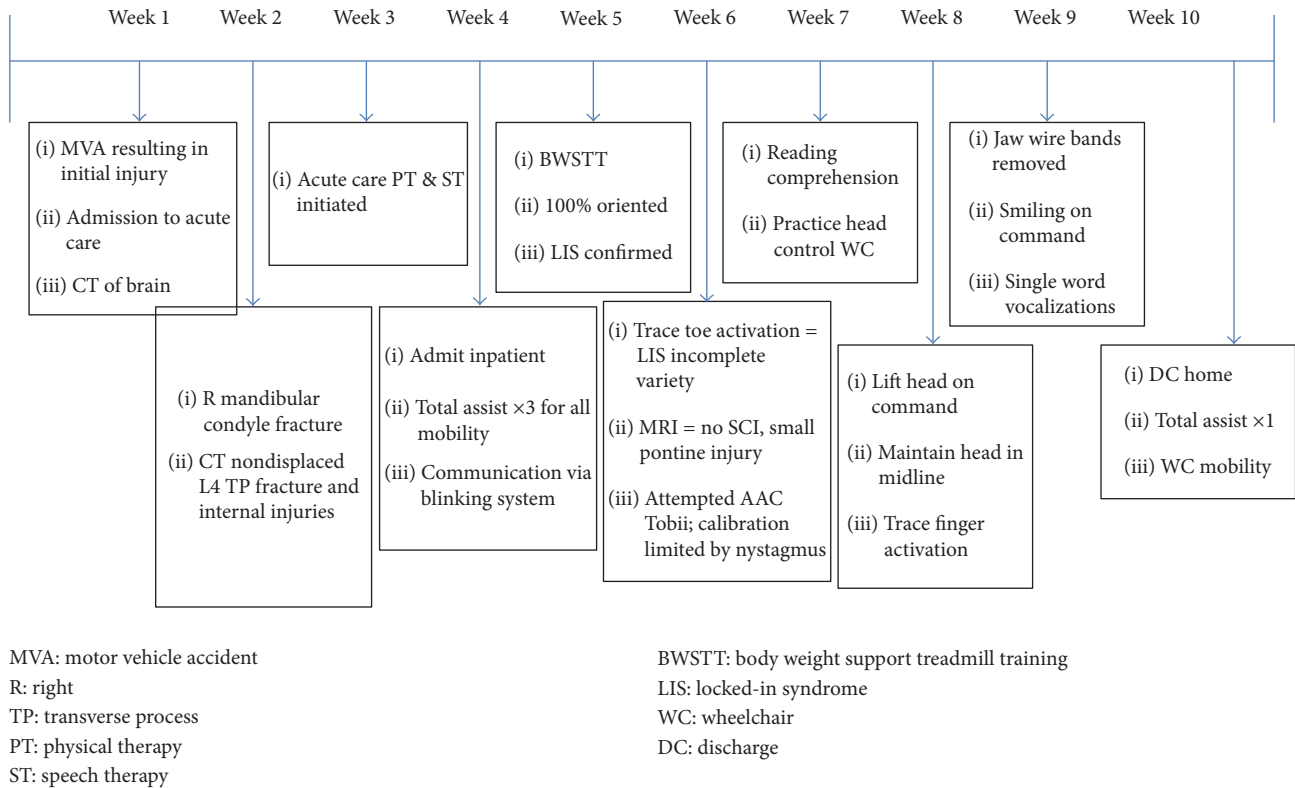 Week 1 Week 2 Week 3 Week 4 Week 5 Week 6 Week 7 Week 8 Week 9 Week 10
(i) MVA resulting in
initial injury
(ii) Admission to acute
care
(iii) CT of brain
(i) R mandibular
condyle fracture
(ii) CT nondisplaced
L4 TP fracture and
internal injuries
(i) Acute care PT & ST
initiated
(i) Admit inpatient
(ii) Total assist ×3 for all
mobility
(iii) Communication via
blinking system
(i) BWSTT
(ii) 100% oriented
(iii) LIS confirmed
(i) Trace toe activation =
LIS incomplete
variety
(ii) MRI = no SCI, small
pontine injury
(iii) Attempted AAC
Tobii; calibration
limited by nystagmus
(i) Reading
comprehension
(ii) Practice head
control WC
(i) Lift head on
command
(ii) Maintain head in
midline
(iii) Trace finger
activation
(i) Jaw wire bands
removed
(ii) Smiling on
command
(iii) Single word
vocalizations
(i) DC home
(ii) Total assist ×1
(iii) WC mobility
MVA: motor vehicle accident
R: right
TP: transverse process
PT: physical therapy
ST: speech therapy
BWSTT: body weight support treadmill training
LIS: locked-in syndrome
WC: wheelchair
DC: discharge